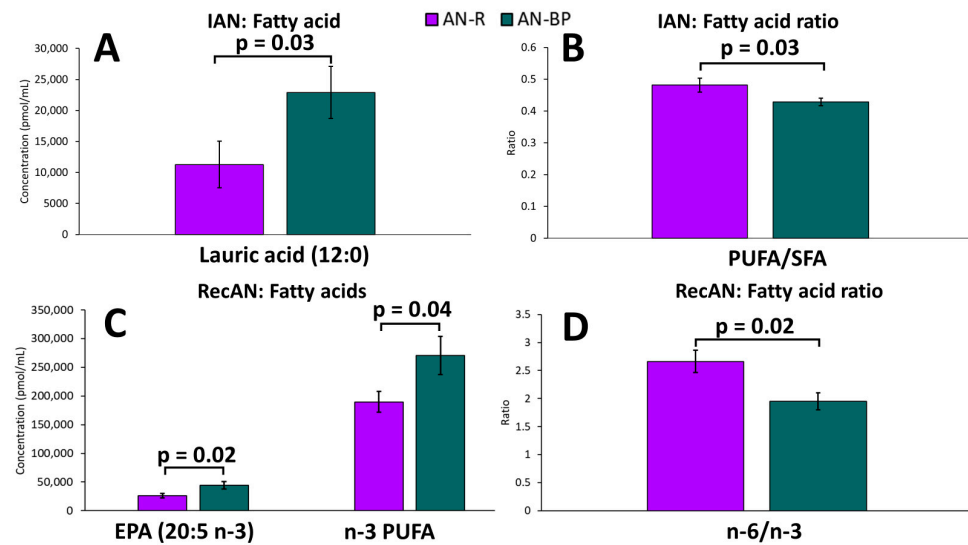 AN-R AN-BP
A
IAN: Fatty acid
p = 0.03
Concentration (pmol/mL)
30,000
25,000
20,000
15,000
10,000
5000
0
Lauric acid (12:0)
B
IAN: Fatty acid ratio
p = 0.03
Ratio
0.6
0.5
0.4
0.3
0.2
0.1
0
PUFA/SFA
C
RecAN: Fatty acids
p = 0.04
p = 0.02
Concentration (pmol/mL)
350,000
300,000
250,000
200,000
150,000
100,000
50,000
0
EPA (20:5 n-3) n-3 PUFA
D
RecAN: Fatty acid ratio
p = 0.02
Ratio
3.5
3
2.5
2
1.5
1
0.5
0
n-6/n-3